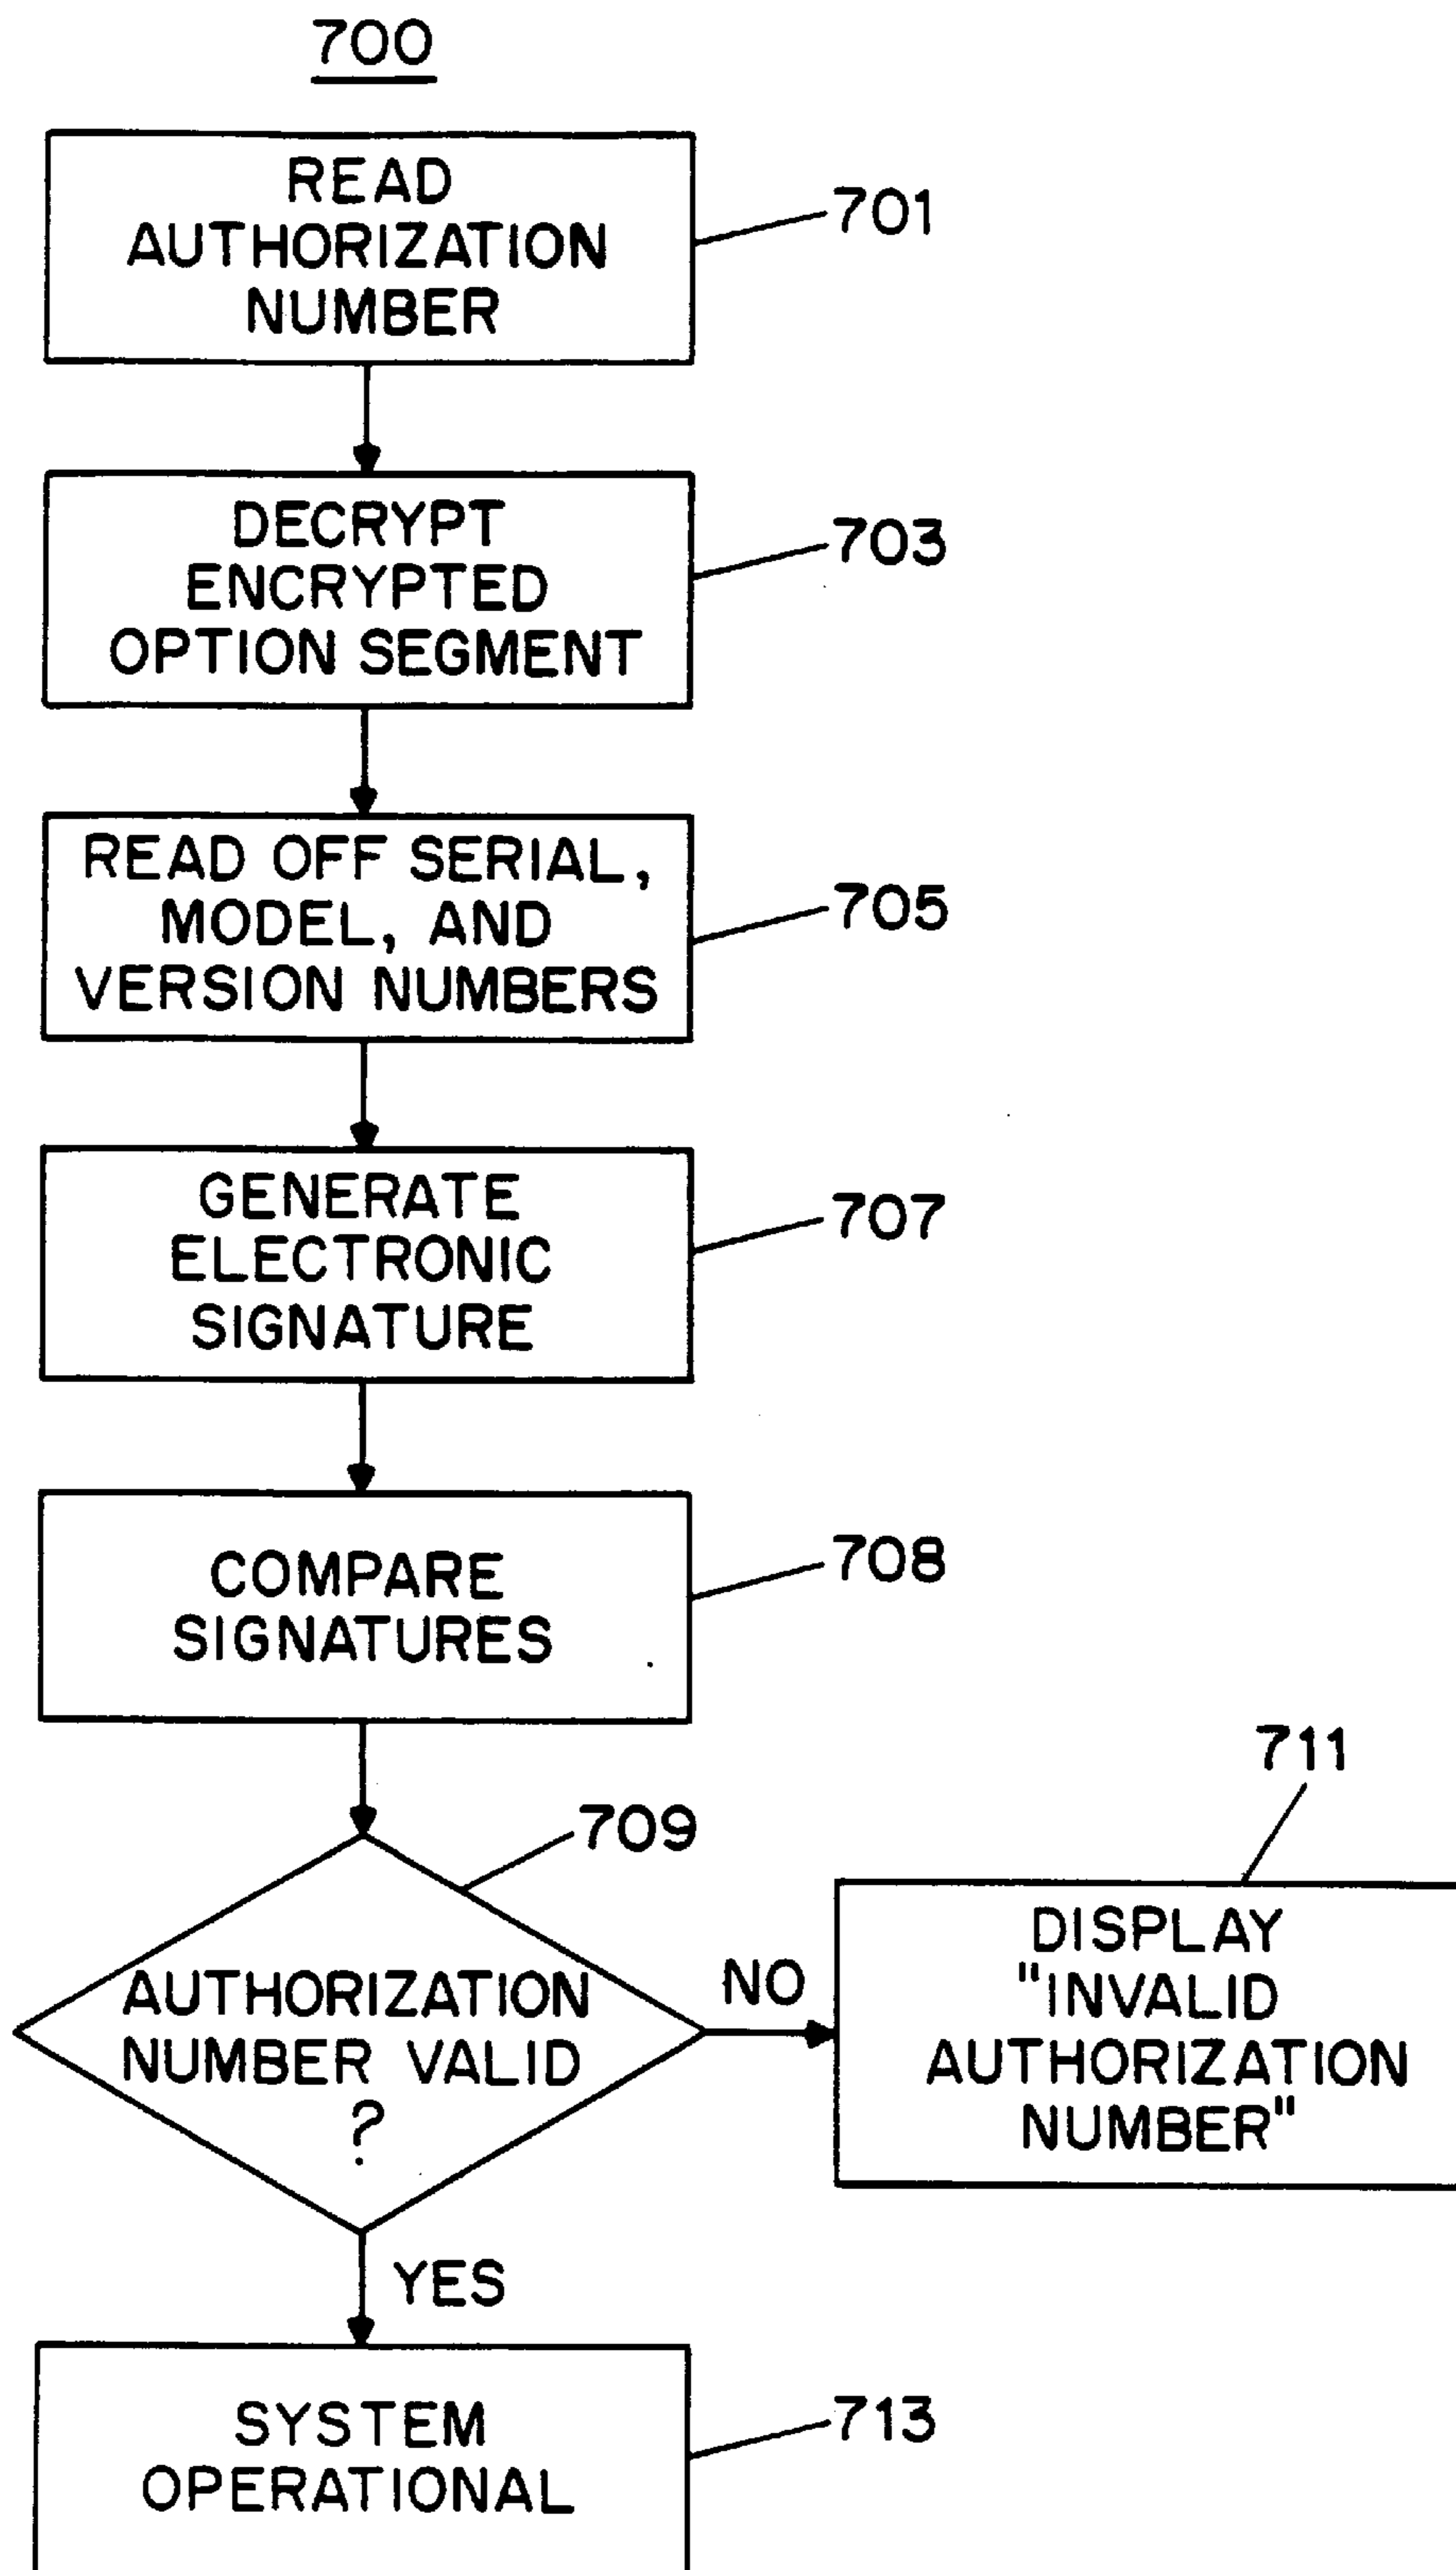 700
READ
AUTHORIZATION
NUMBER
701
DECRYPT
ENCRYPTED
OPTION SEGMENT
703
READ OFF SERIAL,
MODEL, AND
VERSION NUMBERS
705
GENERATE
ELECTRONIC
SIGNATURE
707
COMPARE
SIGNATURES
708
709
AUTHORIZATION
NUMBER VALID
?
NO
711
DISPLAY
"INVALID
AUTHORIZATION
NUMBER"
YES
SYSTEM
OPERATIONAL
713